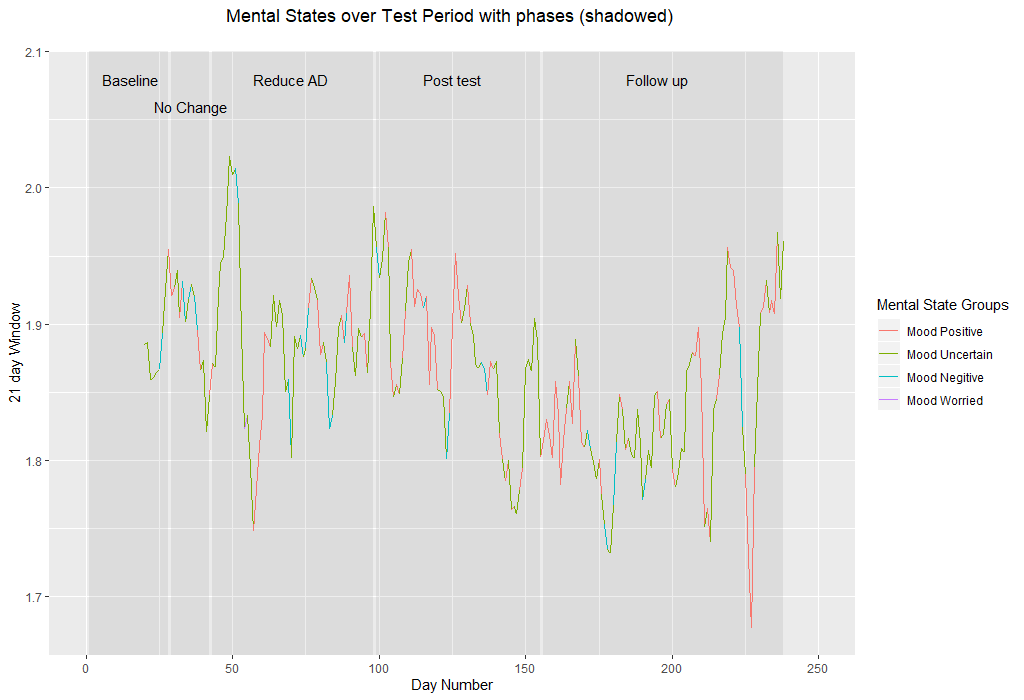 Mental States over Test Period with phases (shadowed)
2.1
Baseline
Reduce AD
Post test
Follow up
No Change
2.0
1.9
1.8
1.7
21 day Window
0
50
100
150
200
250
Day Number
Mental State Groups
Mood Positive
Mood Uncertain
Mood Negitive
Mood Worried